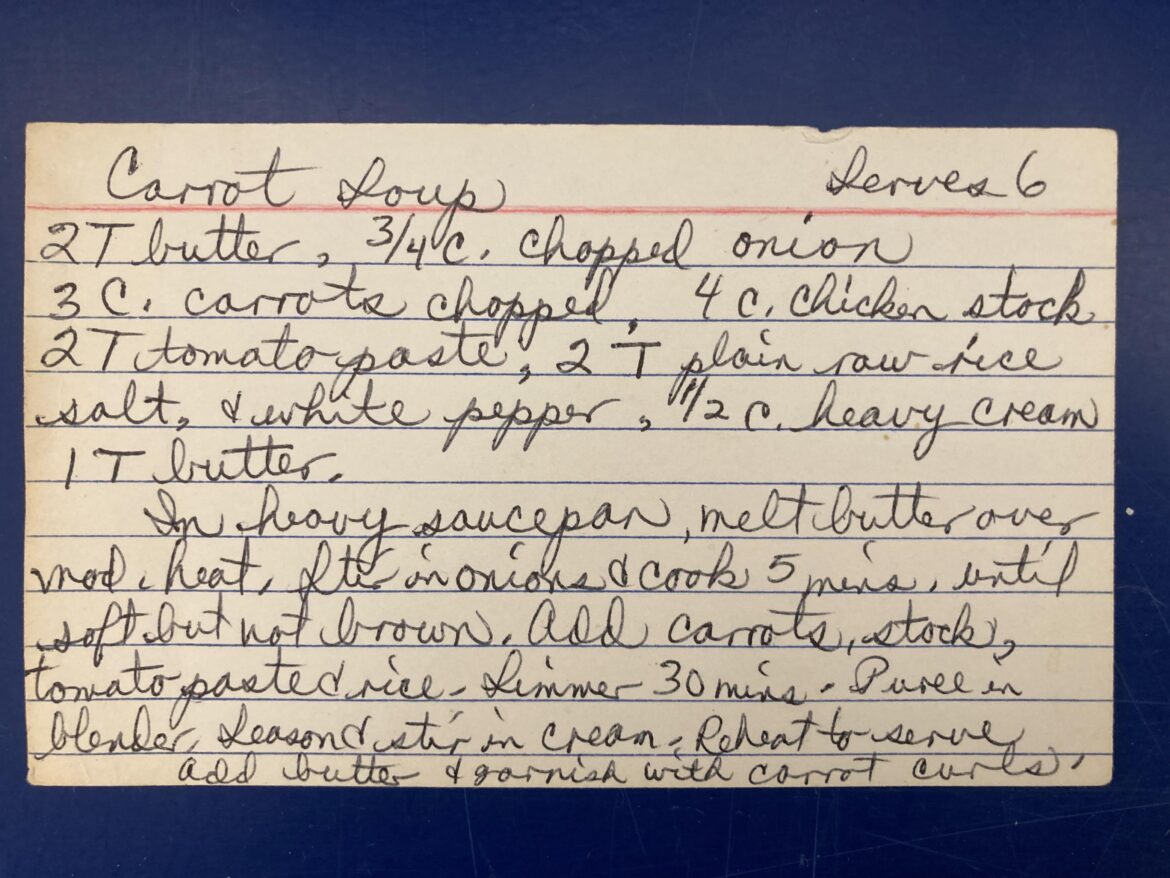 Carrot Soup Serves 6
2T butter, 3/4 c. chopped onion
3 C. carrots chopped, 4 c. chicken stock
2T tomato paste, 2 T plain raw rice
salt, & white pepper, 1/2 c. heavy cream
1 T butter.
In heavy saucepan, melt butter over
mod. heat. Stir in onions & cook 5 mins. until
soft but not brown. Add carrots, stock,
tomato paste & rice - Simmer 30 mins - Puree in
blender. Season & stir in cream - Reheat to serve
add butter & garnish with carrot curls.